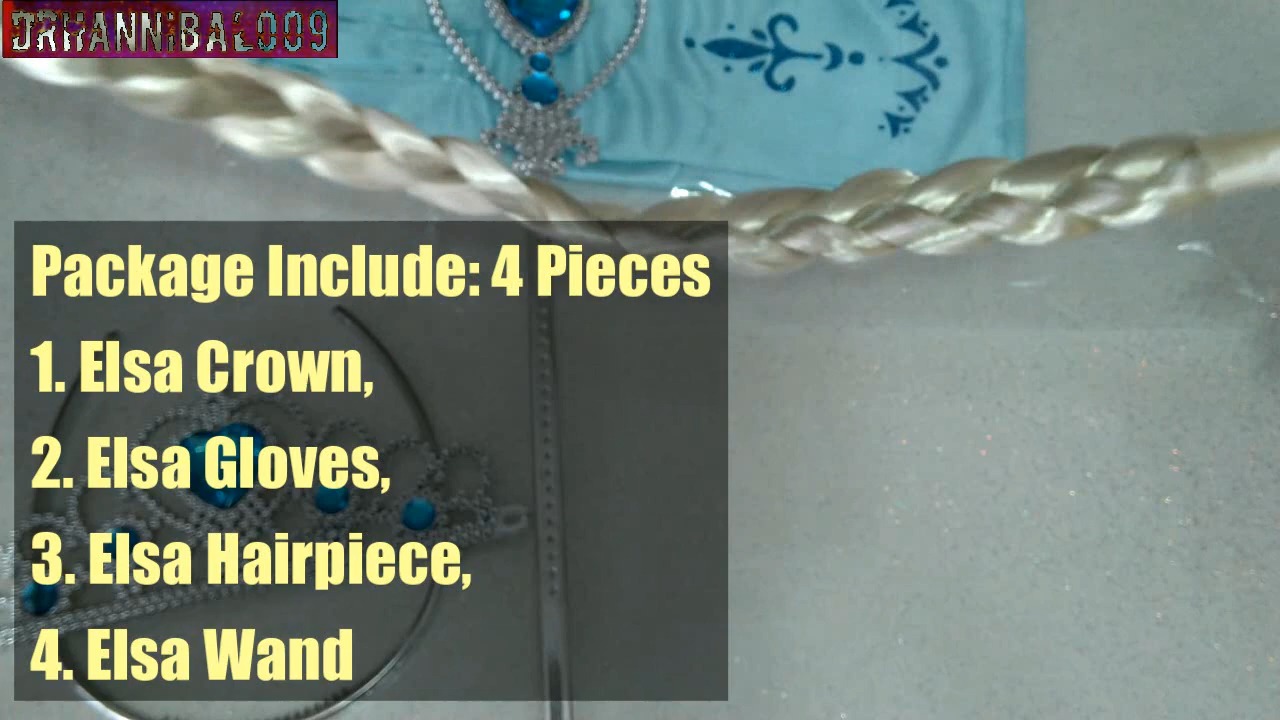 DRHANNiBAL009
Package Include: 4 Pieces
1. Elsa Crown,
2. Elsa Gloves,
3. Elsa Hairpiece,
4. Elsa Wand